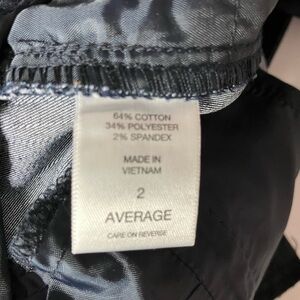 64% COTTON
34% POLYESTER
2% SPANDEX
MADE IN
VIETNAM
2
AVERAGE
CARE ON REVERSE